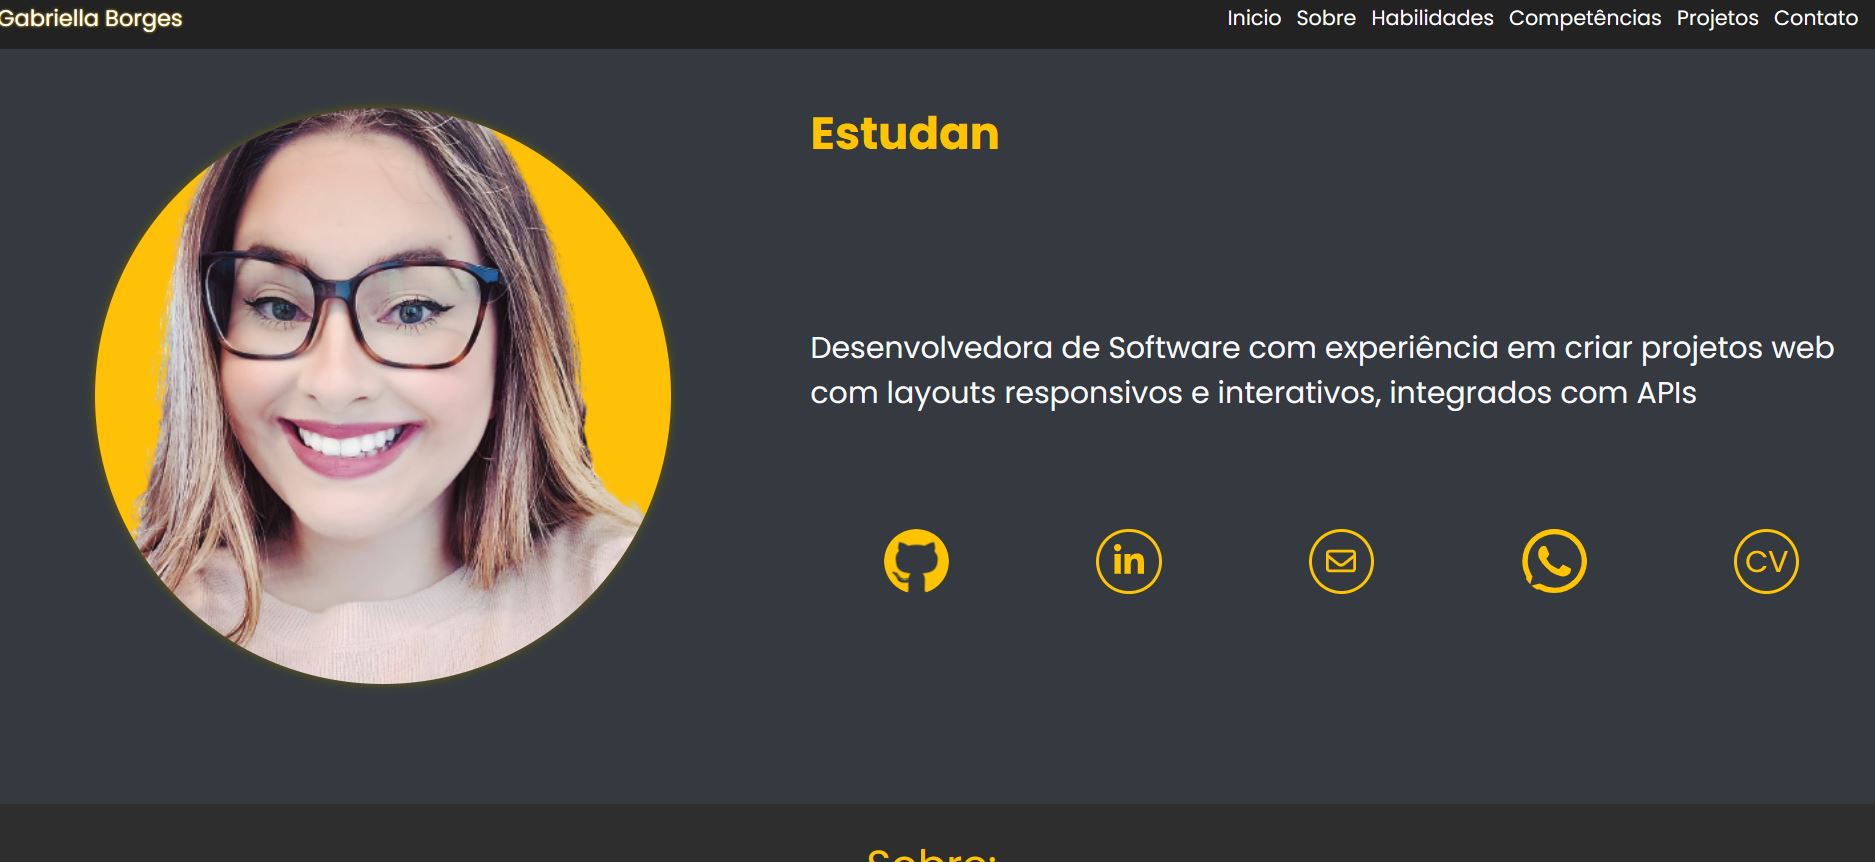 Gabriella Borges
Inicio Sobre Habilidades Competências Projetos Contato
Estudan
Desenvolvedora de Software com experiência em criar projetos web
com layouts responsivos e interativos, integrados com APIs
in CV
Sobre: